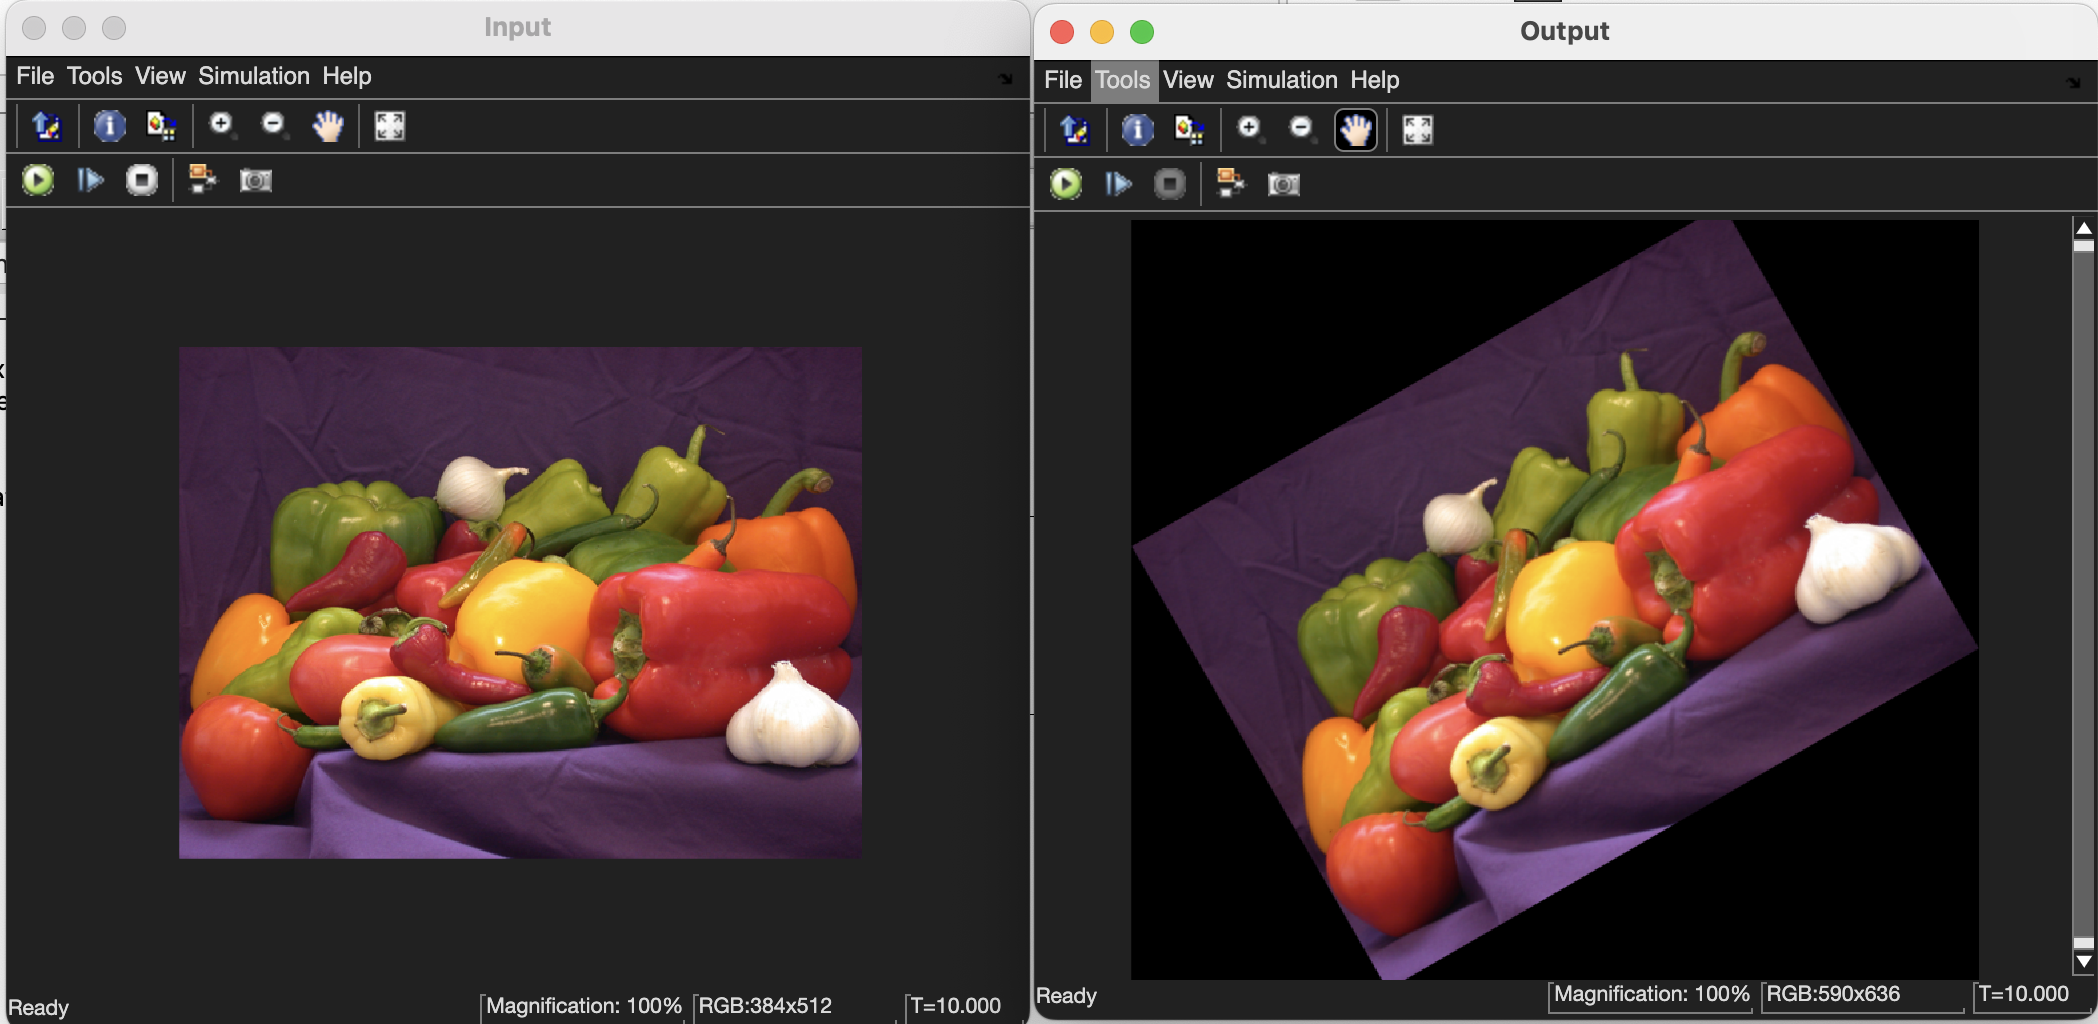 Input
File Tools View Simulation Help
Ready
Magnification: 100% RGB:384x512 T=10.000
Output
File Tools View Simulation Help
Ready
Magnification: 100% RGB:590x636 T=10.000